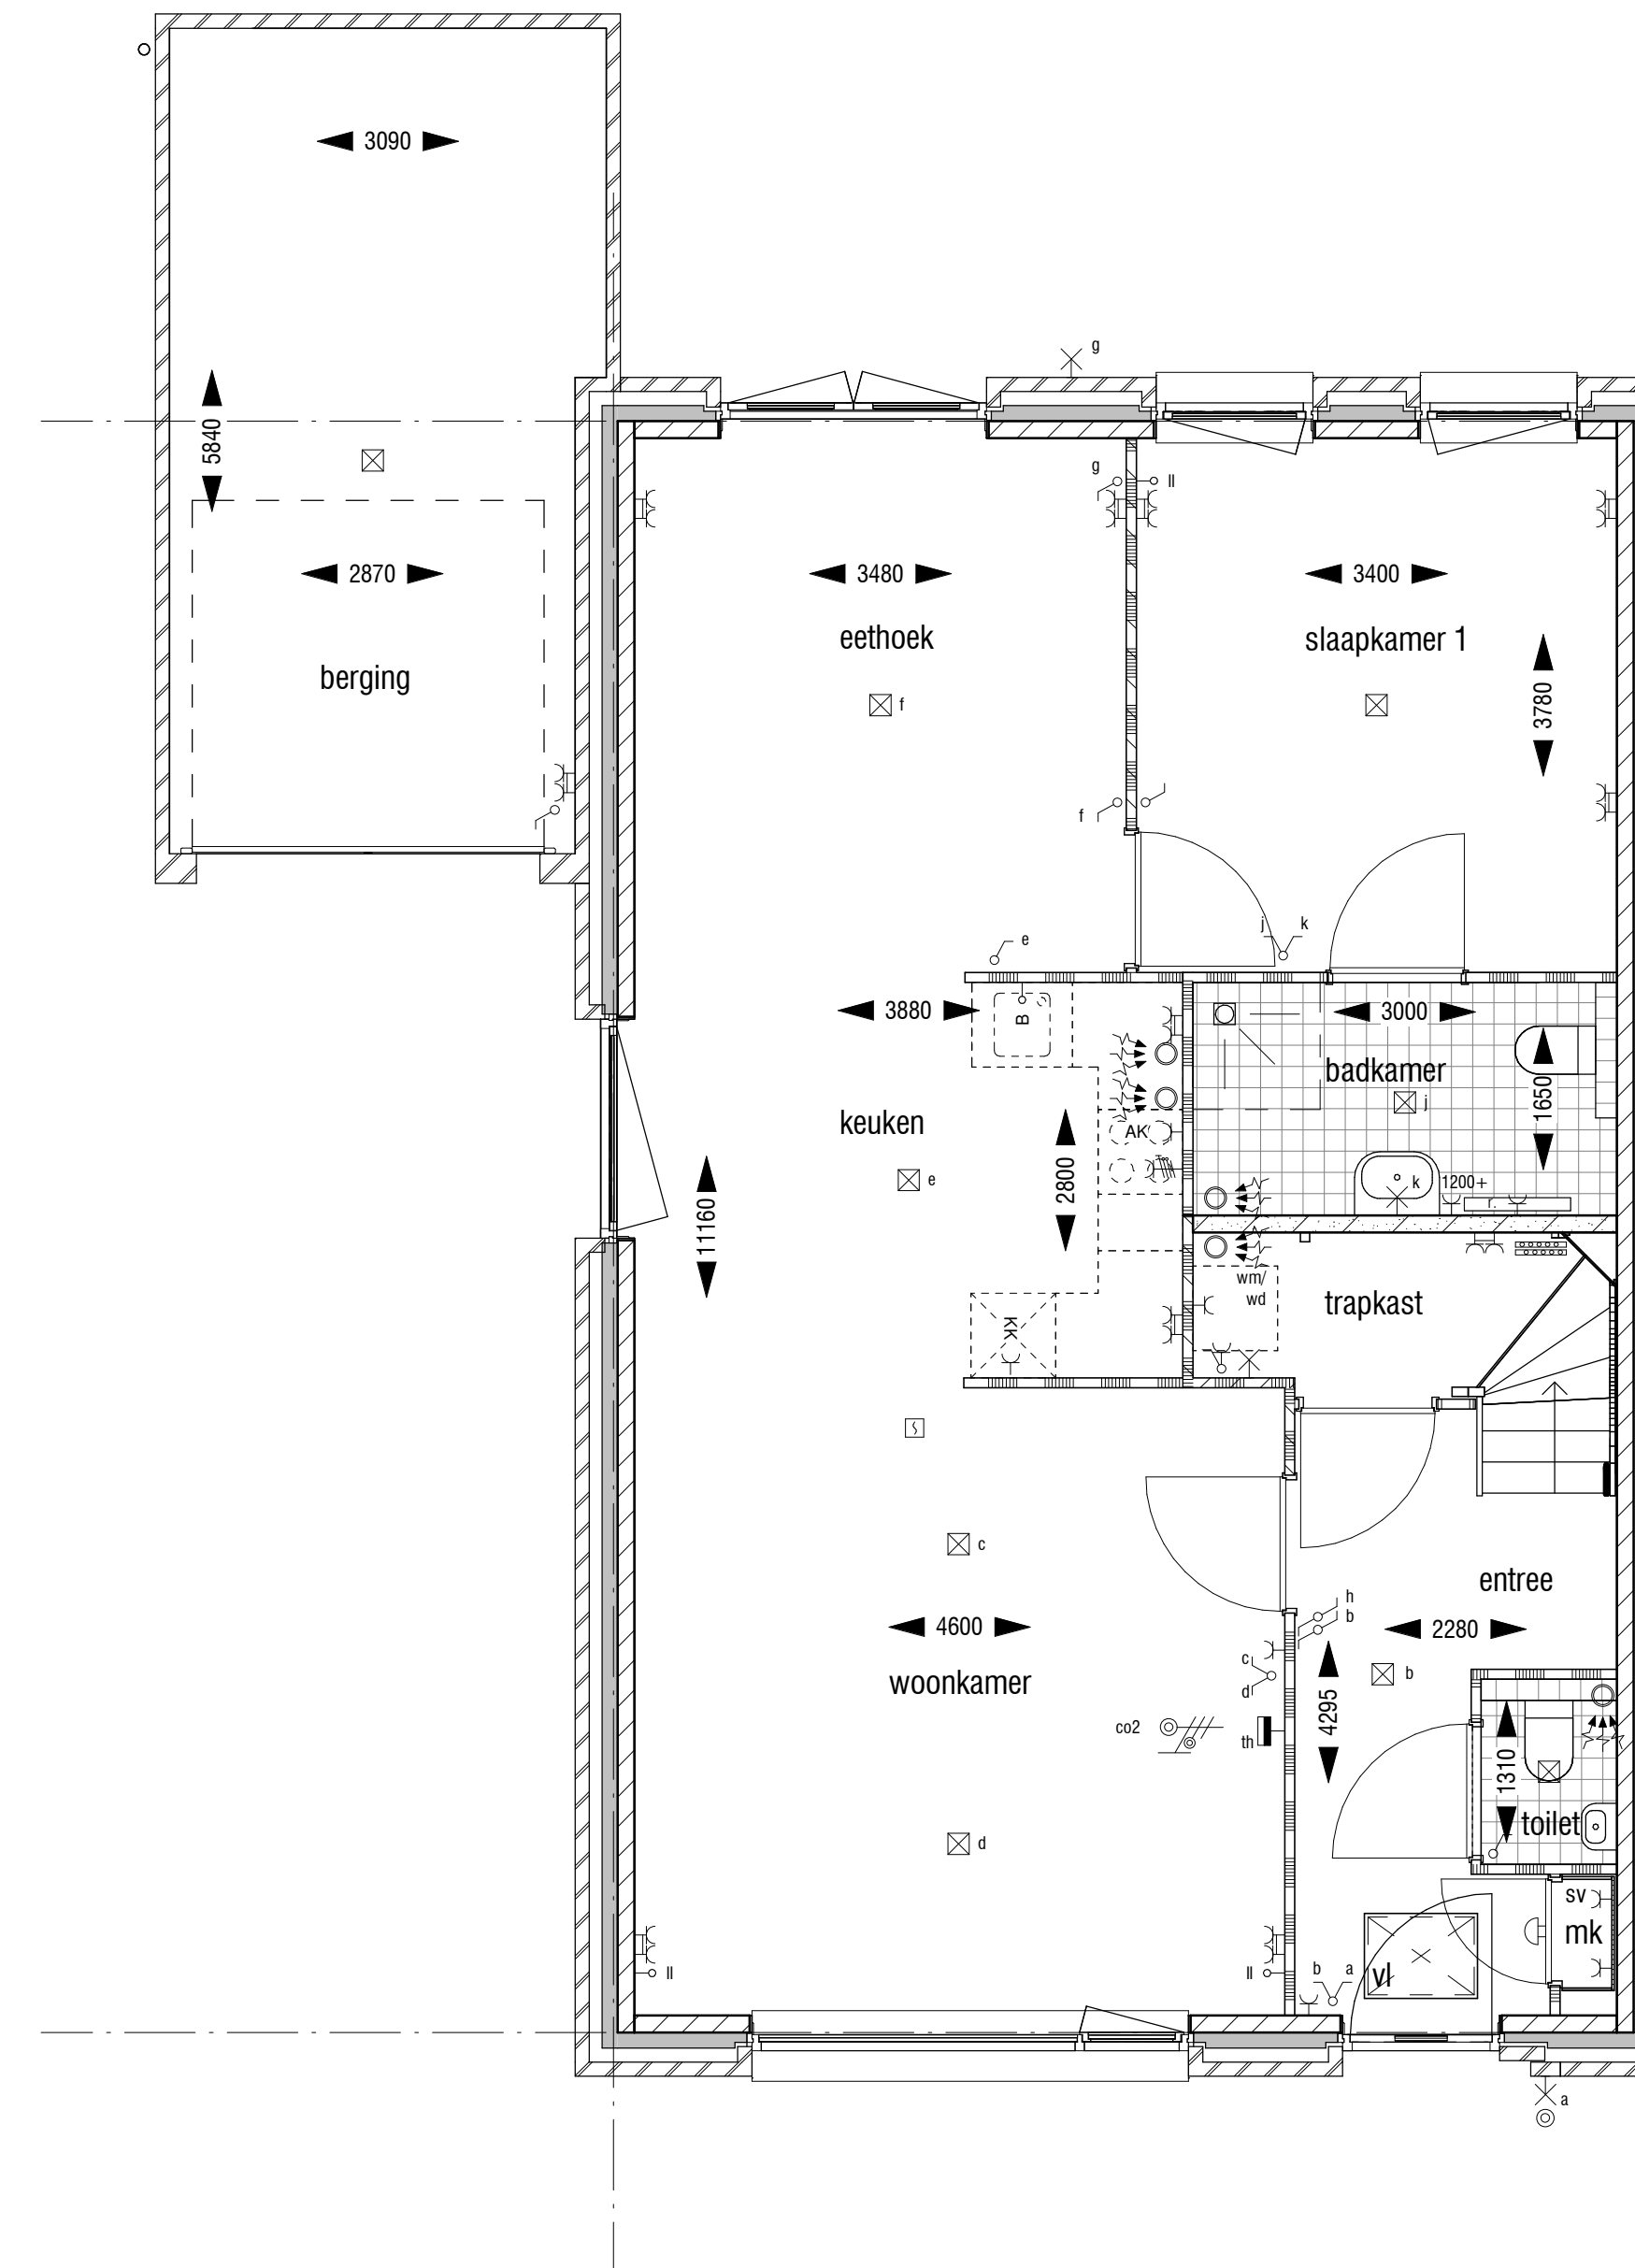 3090
g
5840
g
ll
2870
3480
3400
eethoek
slaapkamer 1
berging
3780
f
f
e
j
k
3880
B
3000
badkamer
j
1650
keuken
AK
e
2800
k
1200+
r.
11160
wm/
wd
trapkast
KK
c
entree
h
b
4600
2280
c
b
woonkamer
d
4295
co2
th
1310
toilet
d
sv
mk
ll
ll
b
a
vl
a